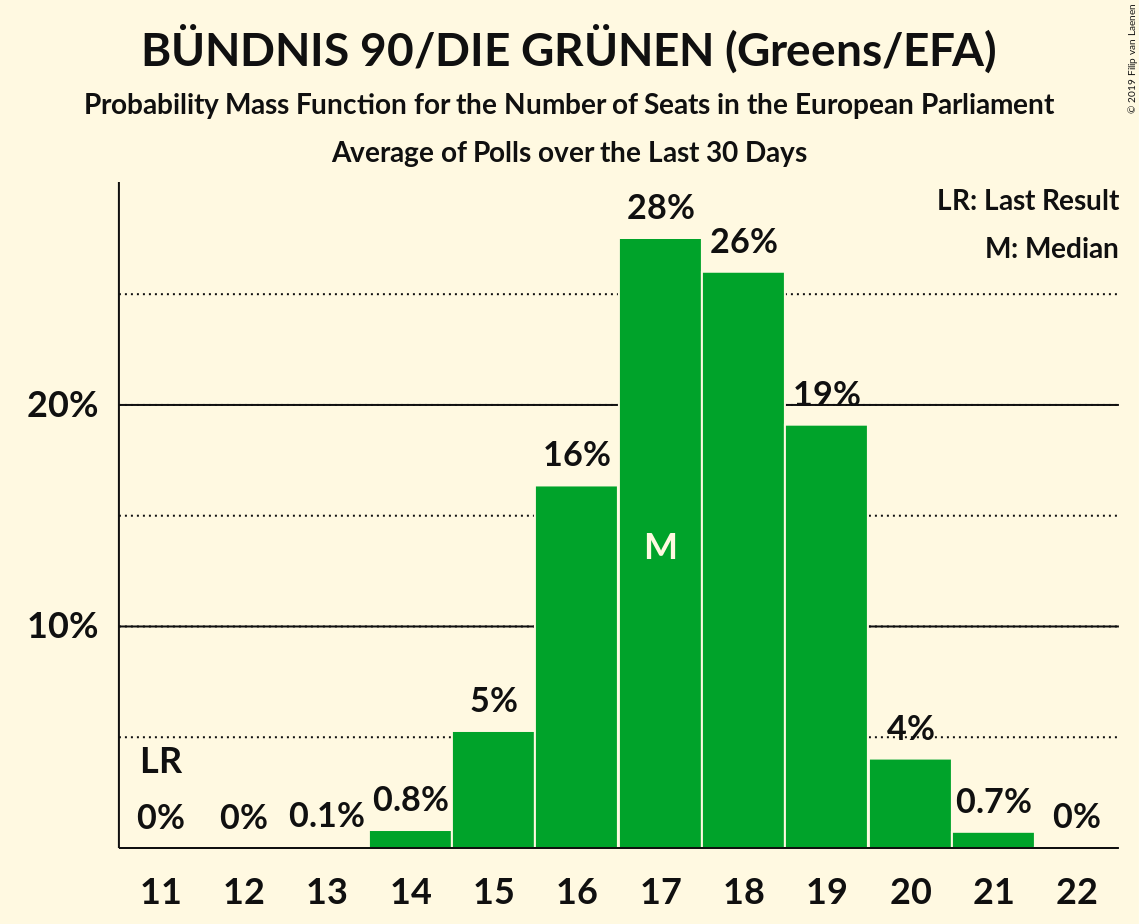 BÜNDNIS 90/DIE GRÜNEN (Greens/EFA)
Probability Mass Function for the Number of Seats in the European Parliament
Average of Polls over the Last 30 Days
© 2019 Filip van Laenen
LR: Last Result
M: Median
28%
26%
20%
19%
16%
M
10%
5%
4%
LR
0%
0%
0.1%
0.8%
0.7%
0%
11 12 13 14 15 16 17 18 19 20 21 22